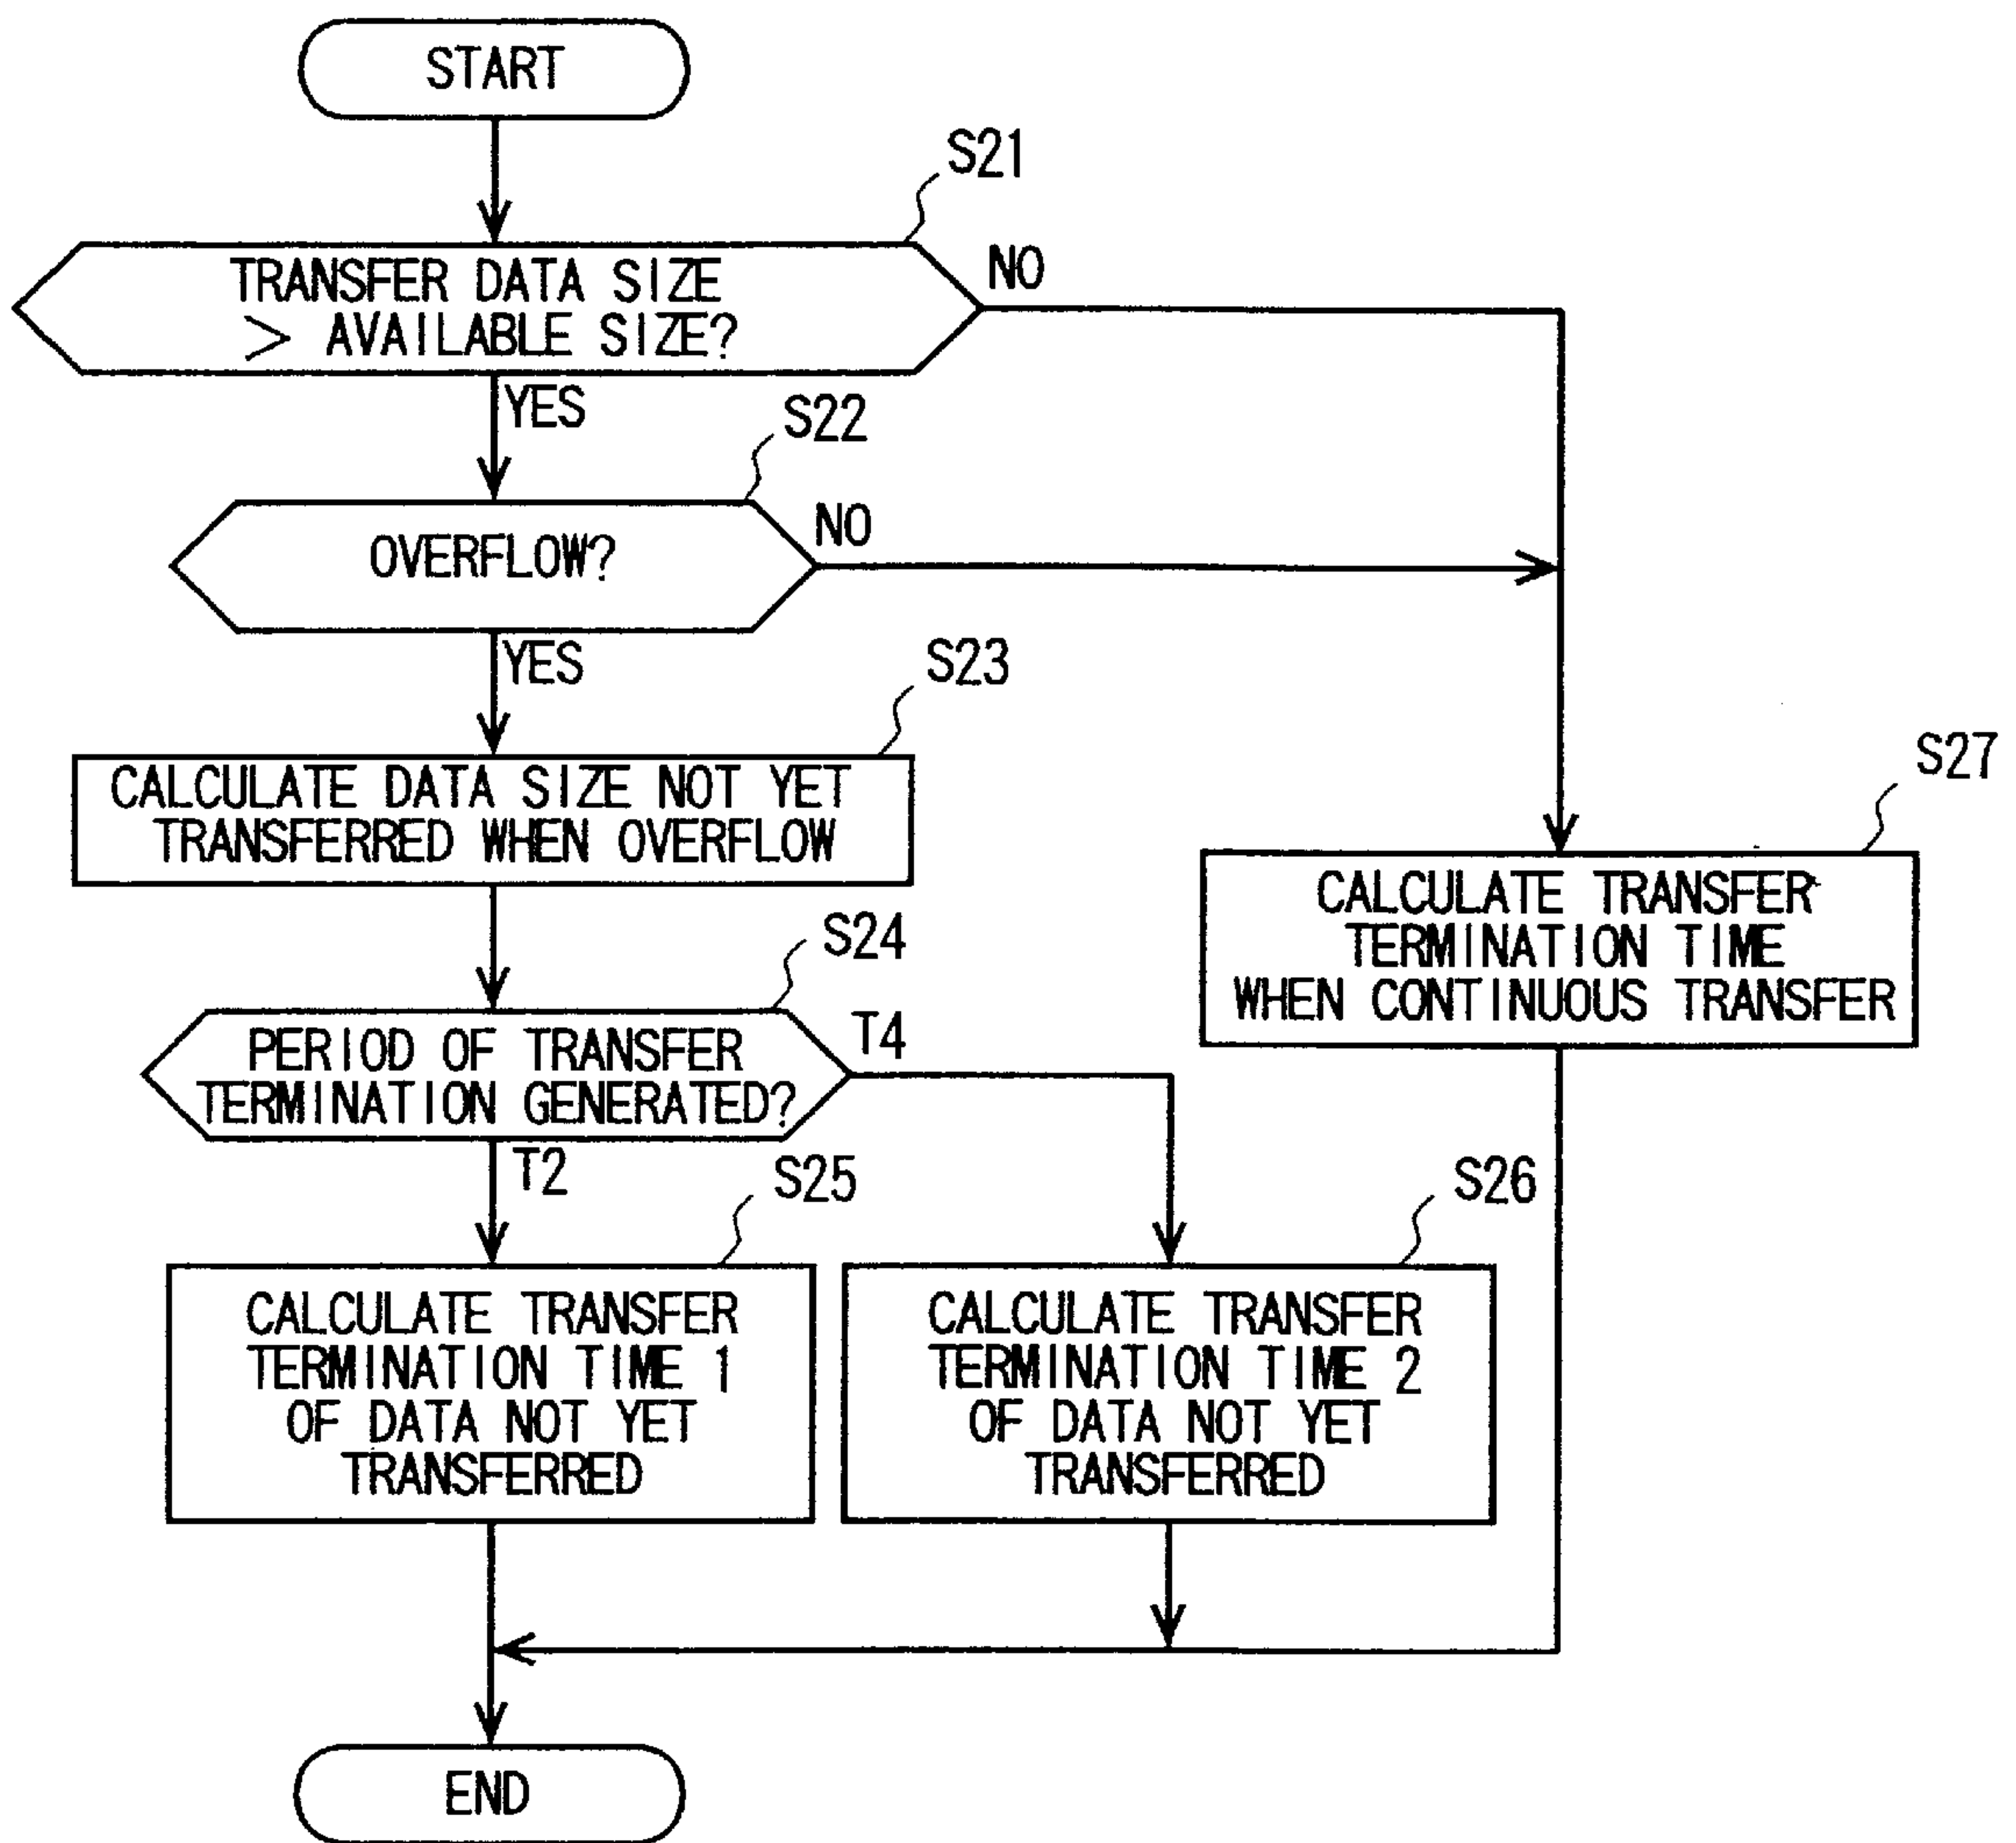 START
S21
TRANSFER DATA SIZE
> AVAILABLE SIZE?
NO
YES
S22
OVERFLOW?
NO
YES
S23
CALCULATE DATA SIZE NOT YET
TRANSFERRED WHEN OVERFLOW
S27
CALCULATE TRANSFER
TERMINATION TIME
WHEN CONTINUOUS TRANSFER
S24
PERIOD OF TRANSFER
TERMINATION GENERATED?
T4
T2
S25
CALCULATE TRANSFER
TERMINATION TIME 1
OF DATA NOT YET
TRANSFERRED
S26
CALCULATE TRANSFER
TERMINATION TIME 2
OF DATA NOT YET
TRANSFERRED
END